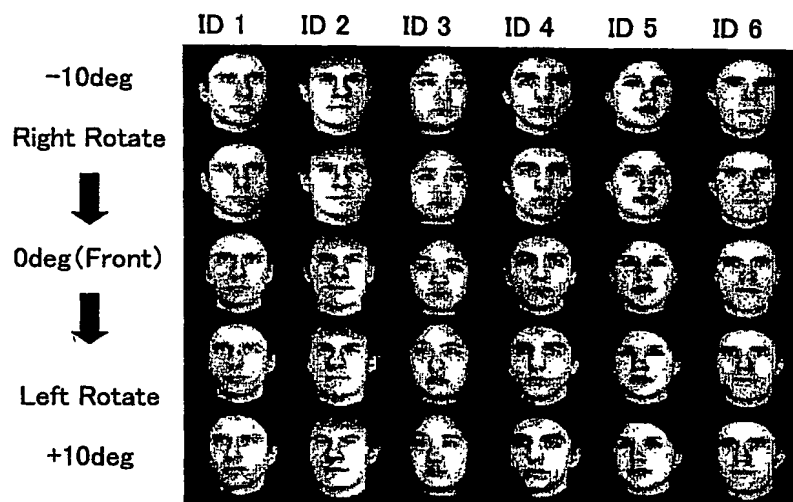 ID 1 ID 2 ID 3 ID 4 ID 5 ID 6
-10deg
Right Rotate
0deg(Front)
Left Rotate
+10deg